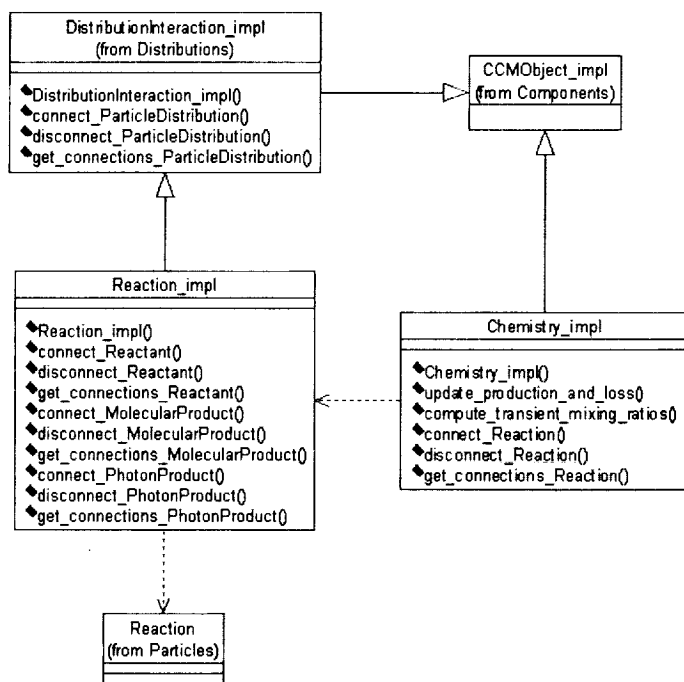 DistributionInteraction_impl
(from Distributions)
DistributionInteraction_impl()
connect_ParticleDistribution()
disconnect_ParticleDistribution()
get_connections_ParticleDistribution()
CCMObject_impl
(from Components)
Reaction_impl
Reaction_impl()
connect_Reactant()
disconnect_Reactant()
get_connections_Reactant()
connect_MolecularProduct()
disconnect_MolecularProduct()
get_connections_MolecularProduct()
connect_PhotonProduct()
disconnect_PhotonProduct()
get_connections_PhotonProduct()
Chemistry_impl
Chemistry_impl()
update_production_and_loss()
compute_transient_mixing_ratios()
connect_Reaction()
disconnect_Reaction()
get_connections_Reaction()
Reaction
(from Particles)